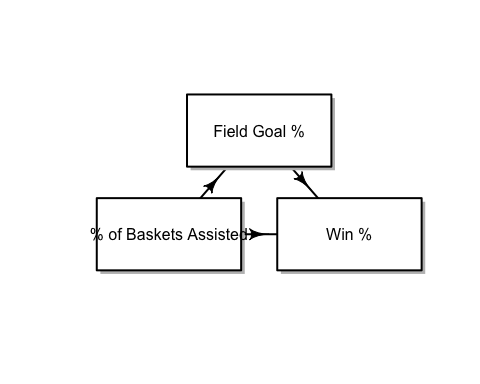 Field Goal %
% of Baskets Assisted
Win %